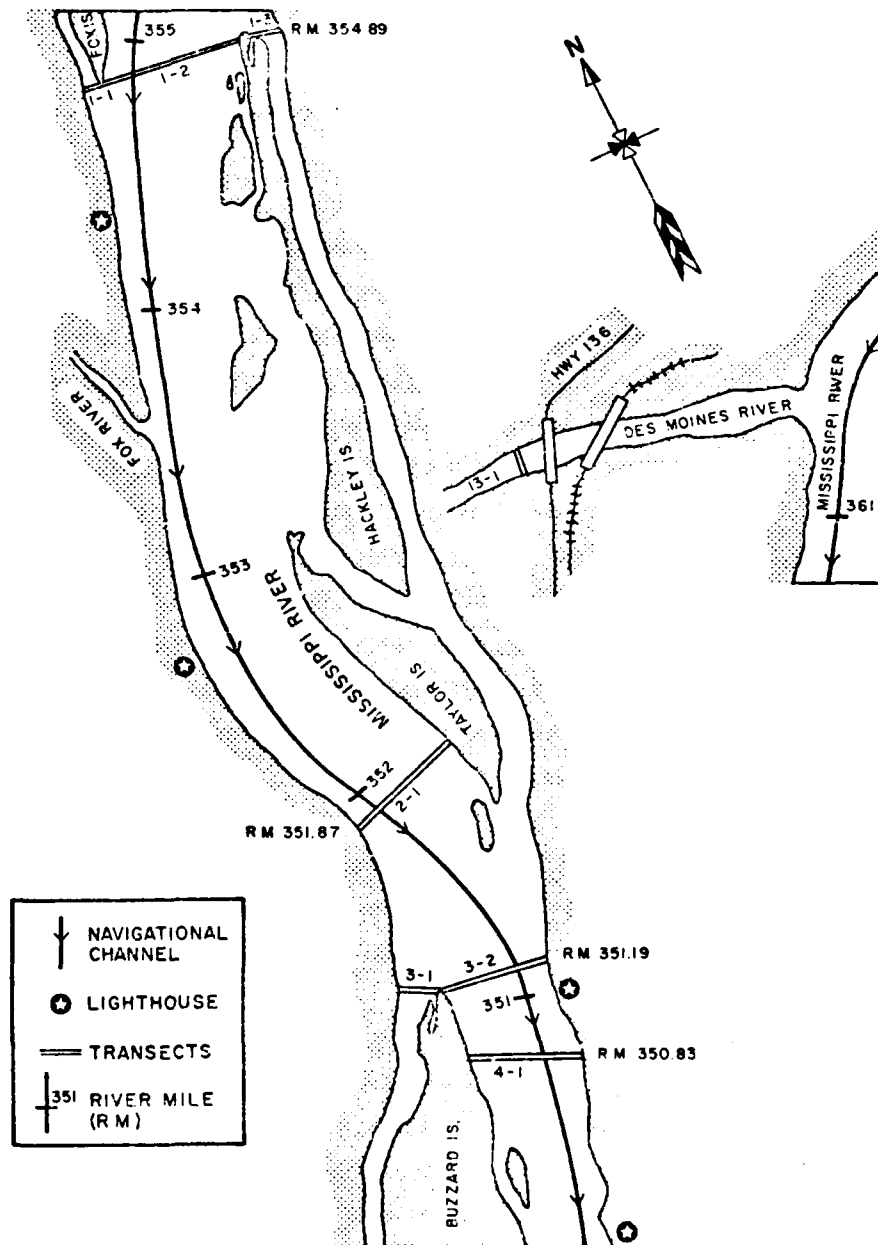 FOX IS
355
1-1
1-2
RM 354.89
N
354
FOX RIVER
HACKLEY IS
HWY 136
DES MOINES RIVER
13-1
MISSISSIPPI RIVER
361
353
MISSISSIPPI RIVER
TAYLOR IS
352
2-1
RM 351.87
3-1
3-2
RM 351.19
351
RM 350.83
4-1
BUZZARD IS.
NAVIGATIONAL
CHANNEL
LIGHTHOUSE
TRANSECTS
351
RIVER MILE
(RM)